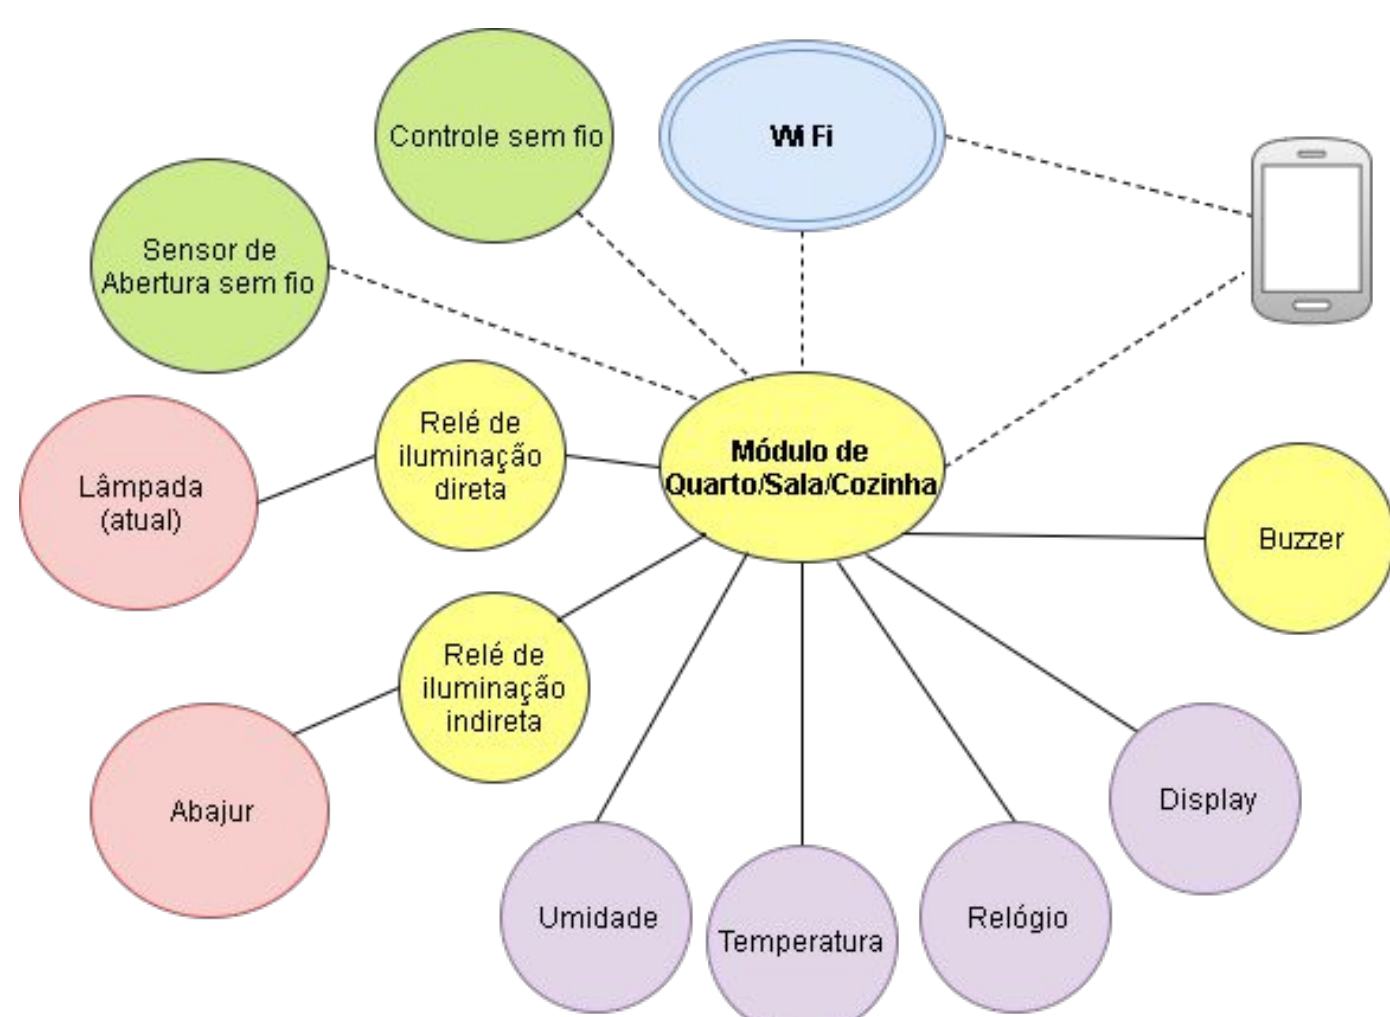 Controle sem fio
Wi Fi
Sensor de
Abertura sem fio
Relé de
iluminação
direta
Módulo de
Quarto/Sala/Cozinha
Lâmpada
(atual)
Buzzer
Relé de
iluminação
indireta
Abajur
Display
Umidade
Temperatura
Relógio